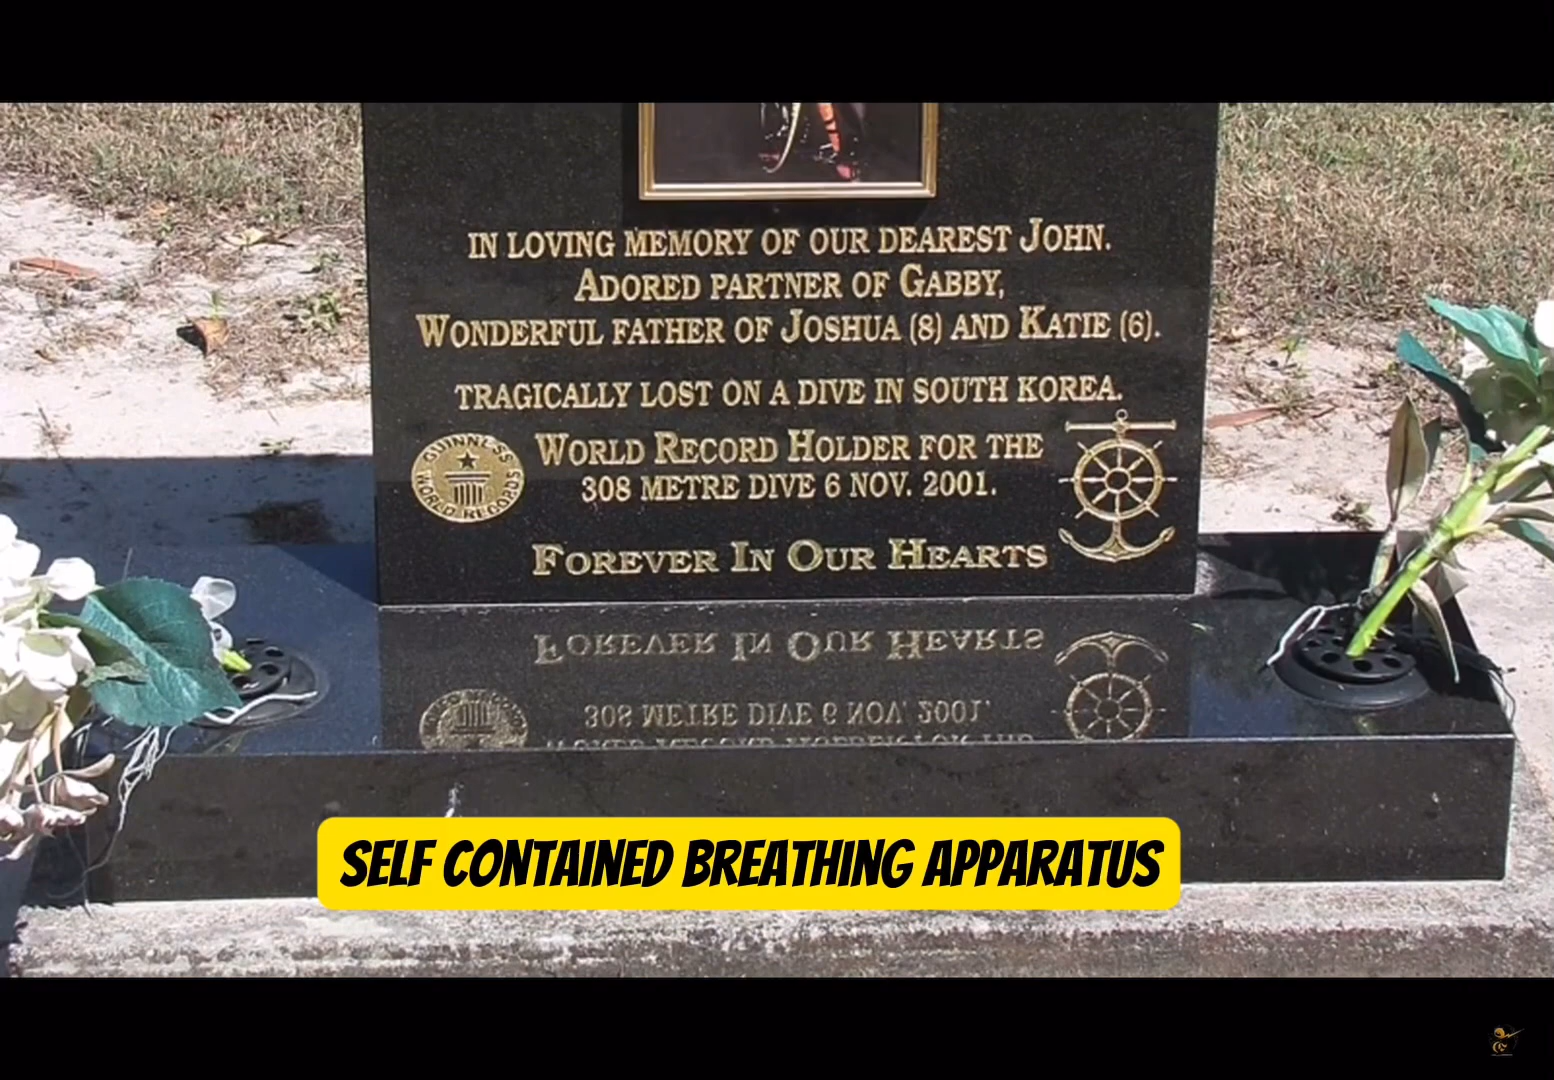 IN LOVING MEMORY OF OUR DEAREST JOHN.
ADORED PARTNER OF GABBY,
WONDERFUL FATHER OF JOSHUA (8) AND KATIE (6).
TRAGICALLY LOST ON A DIVE IN SOUTH KOREA.
GUINNESS WORLD RECORDS
WORLD RECORD HOLDER FOR THE
308 METRE DIVE 6 NOV. 2001.
FOREVER IN OUR HEARTS
SELF CONTAINED BREATHING APPARATUS